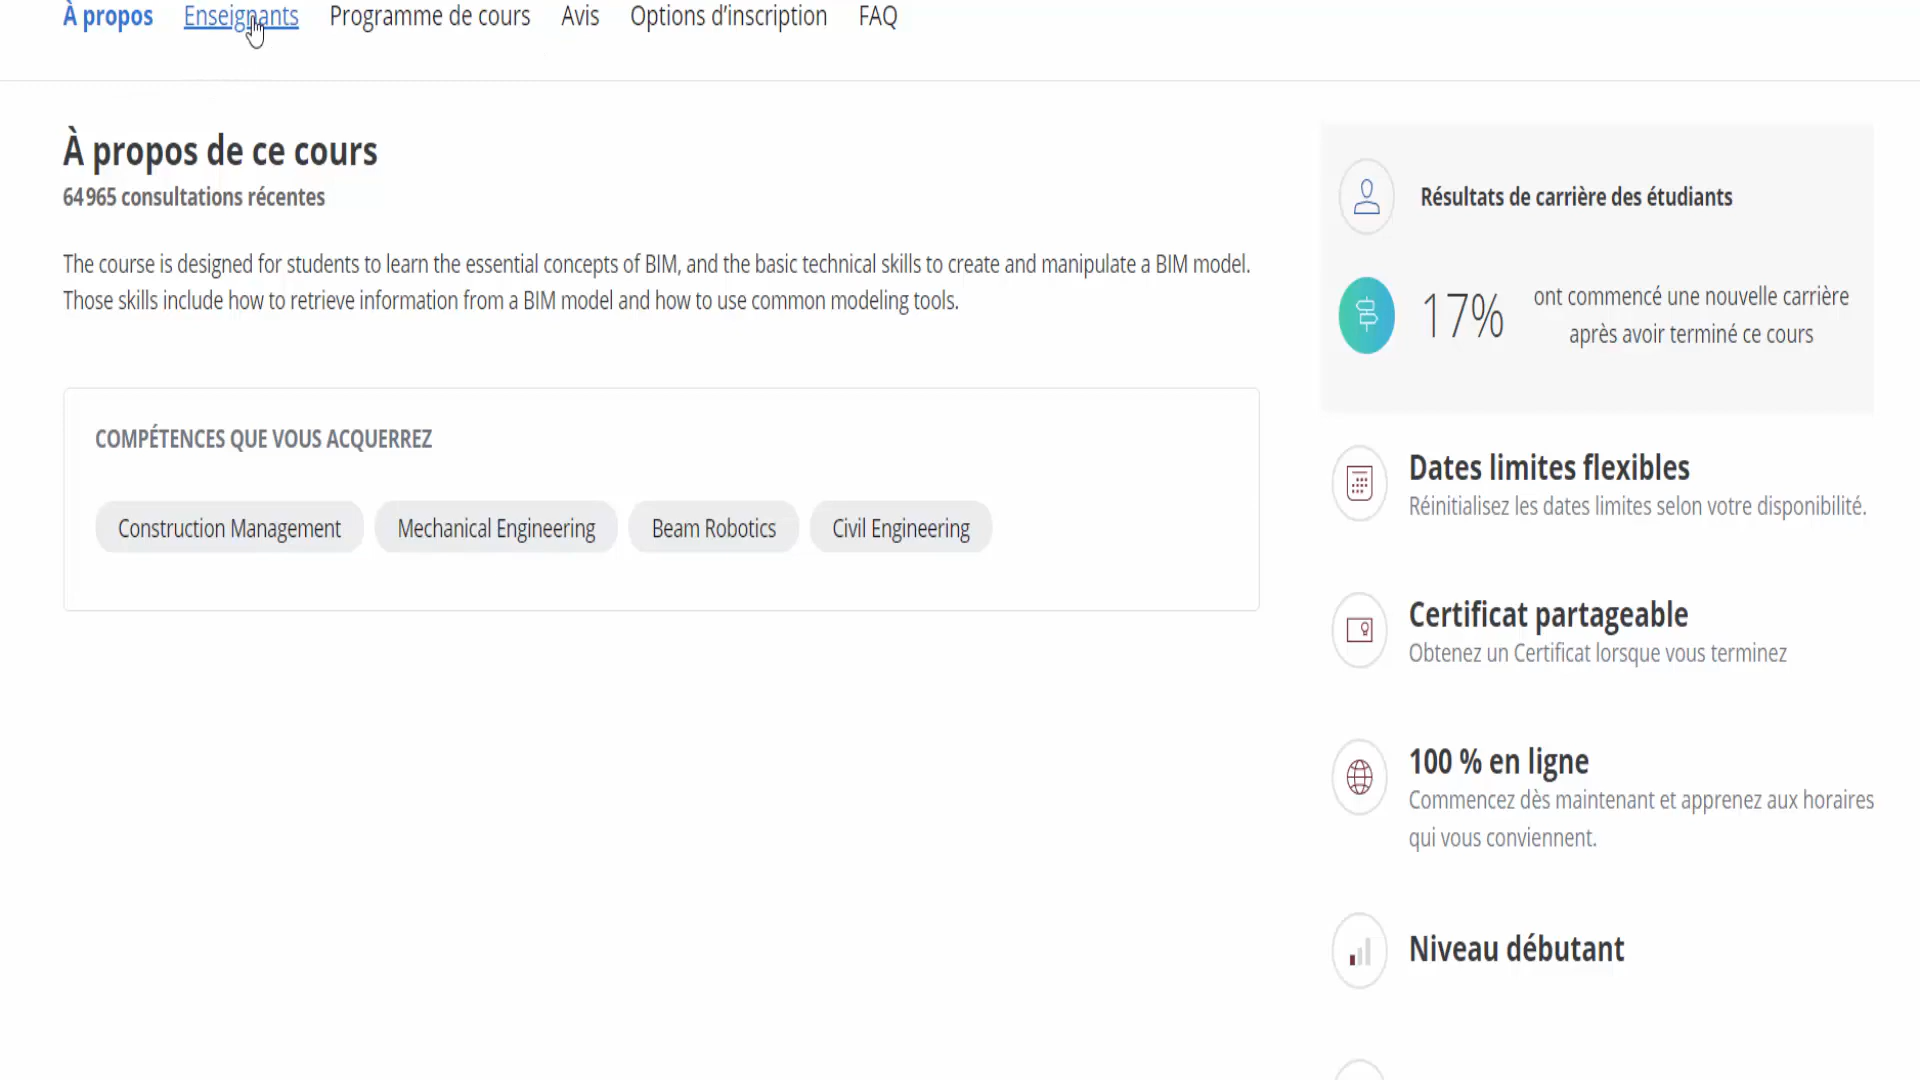 À propos Enseignants Programme de cours Avis Options d’inscription FAQ
À propos de ce cours
64 965 consultations récentes
The course is designed for students to learn the essential concepts of BIM, and the basic technical skills to create and manipulate a BIM model.
Those skills include how to retrieve information from a BIM model and how to use common modeling tools.
COMPÉTENCES QUE VOUS ACQUERREZ
Construction Management Mechanical Engineering Beam Robotics Civil Engineering
Résultats de carrière des étudiants
17%
ont commencé une nouvelle carrière
après avoir terminé ce cours
Dates limites flexibles
Réinitialisez les dates limites selon votre disponibilité.
Certificat partageable
Obtenez un Certificat lorsque vous terminez
100 % en ligne
Commencez dès maintenant et apprenez aux horaires
qui vous conviennent.
Niveau débutant